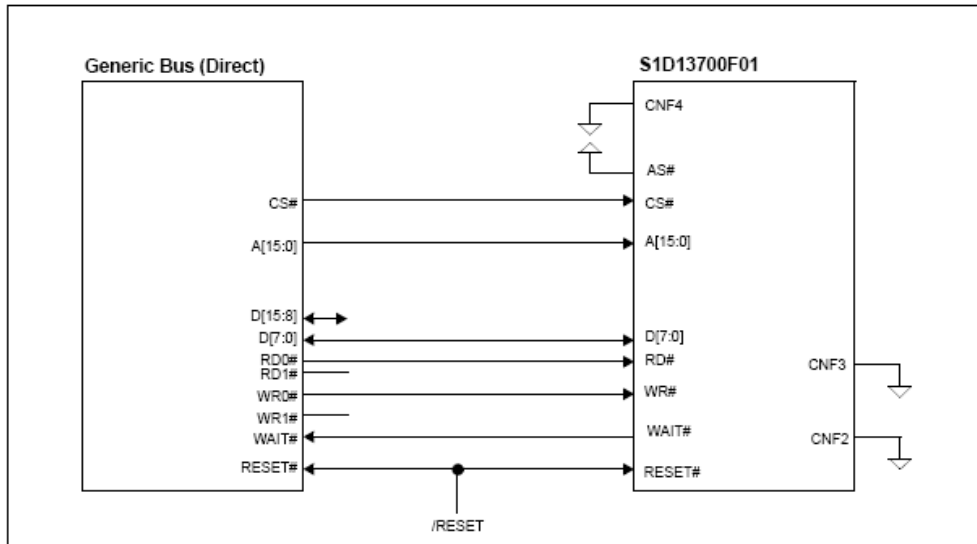 Generic Bus (Direct)
CS#
A[15:0]
D[15:8]
D[7:0]
RD0#
RD1#
WR0#
WR1#
WAIT#
RESET#
/RESET
S1D13700F01
CNF4
AS#
CS#
A[15:0]
D[7:0]
RD#
WR#
WAIT#
RESET#
CNF3
CNF2